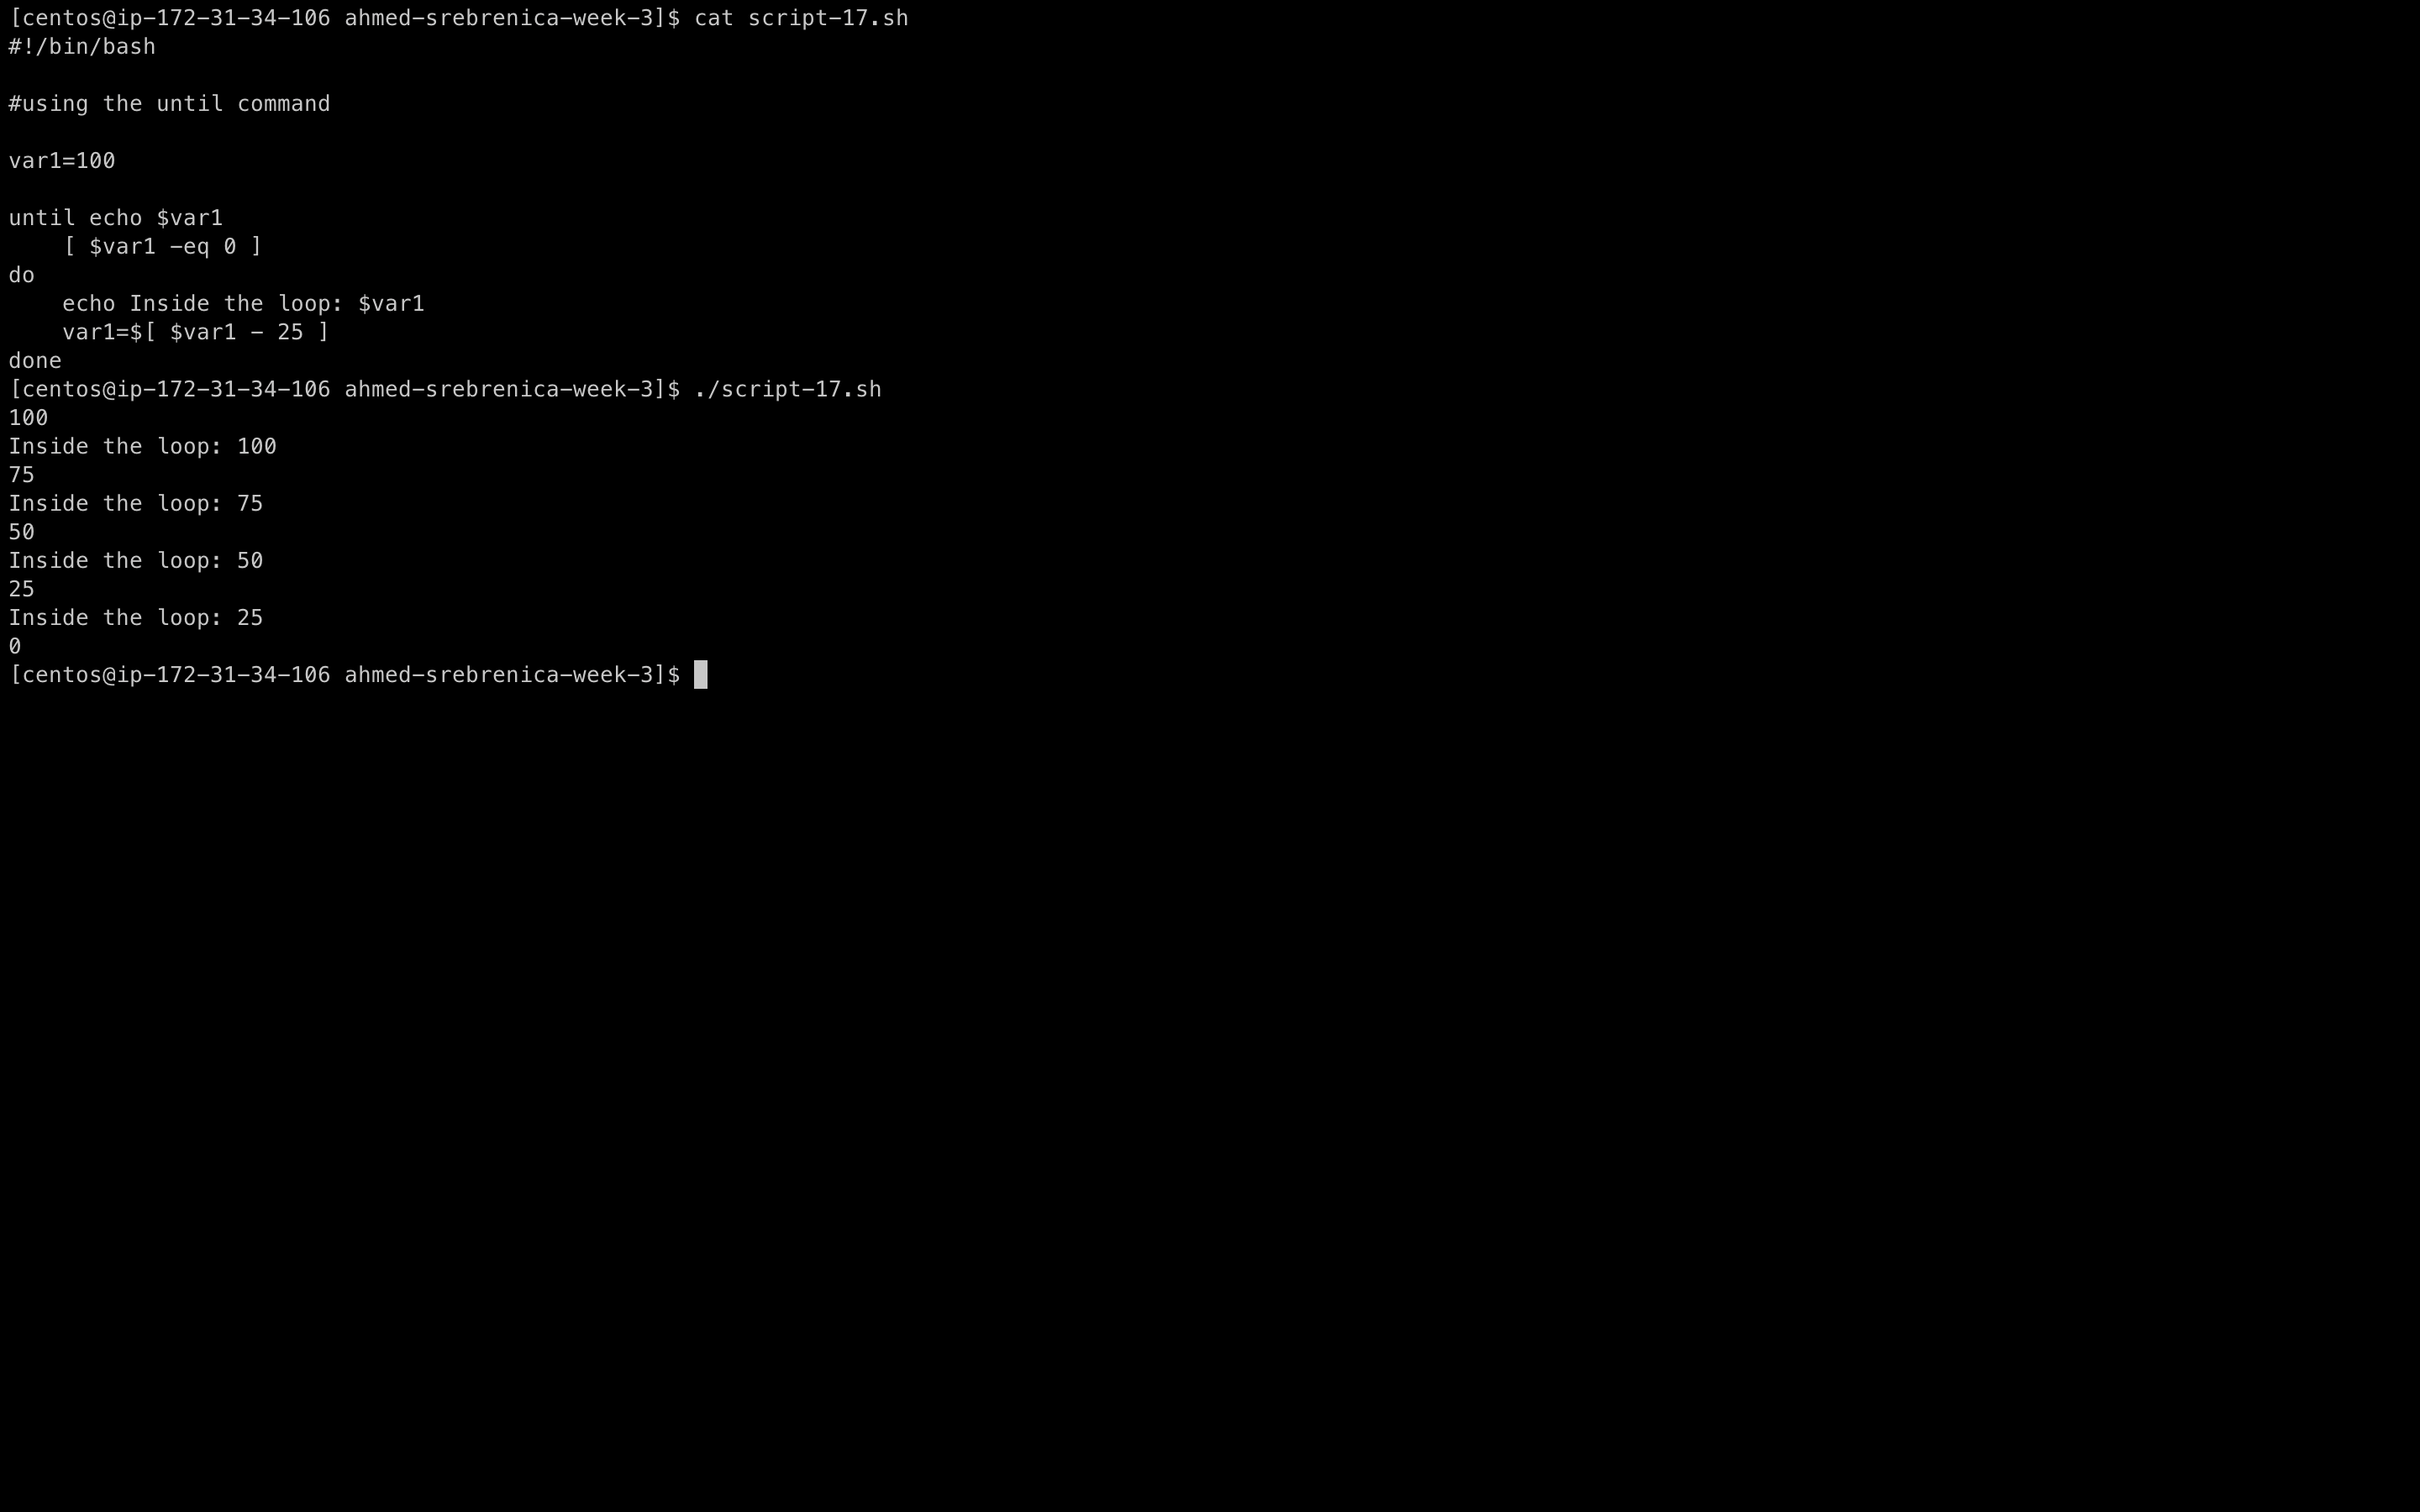 [centos@ip-172-31-34-106 ahmed-srebrenica-week-3]$ cat script-17.sh
#!/bin/bash

#using the until command

var1=100

until echo $var1
    [ $var1 -eq 0 ]
do
    echo Inside the loop: $var1
    var1=$[ $var1 - 25 ]
done
[centos@ip-172-31-34-106 ahmed-srebrenica-week-3]$ ./script-17.sh
100
Inside the loop: 100
75
Inside the loop: 75
50
Inside the loop: 50
25
Inside the loop: 25
0
[centos@ip-172-31-34-106 ahmed-srebrenica-week-3]$